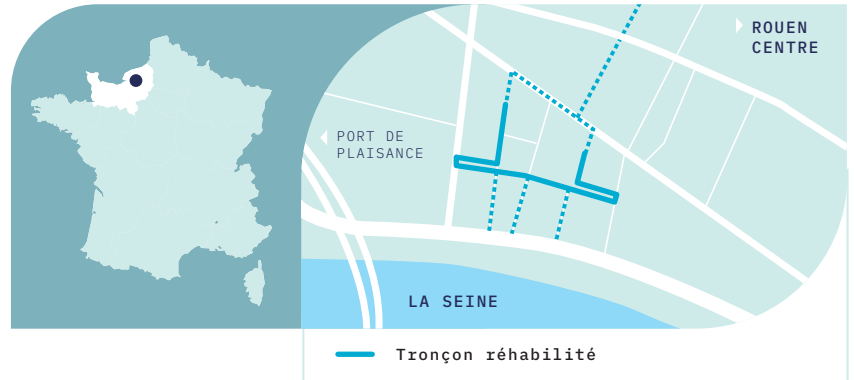 ROUEN
CENTRE
PORT DE
PLAISANCE
LA SEINE
Tronçon réhabilité